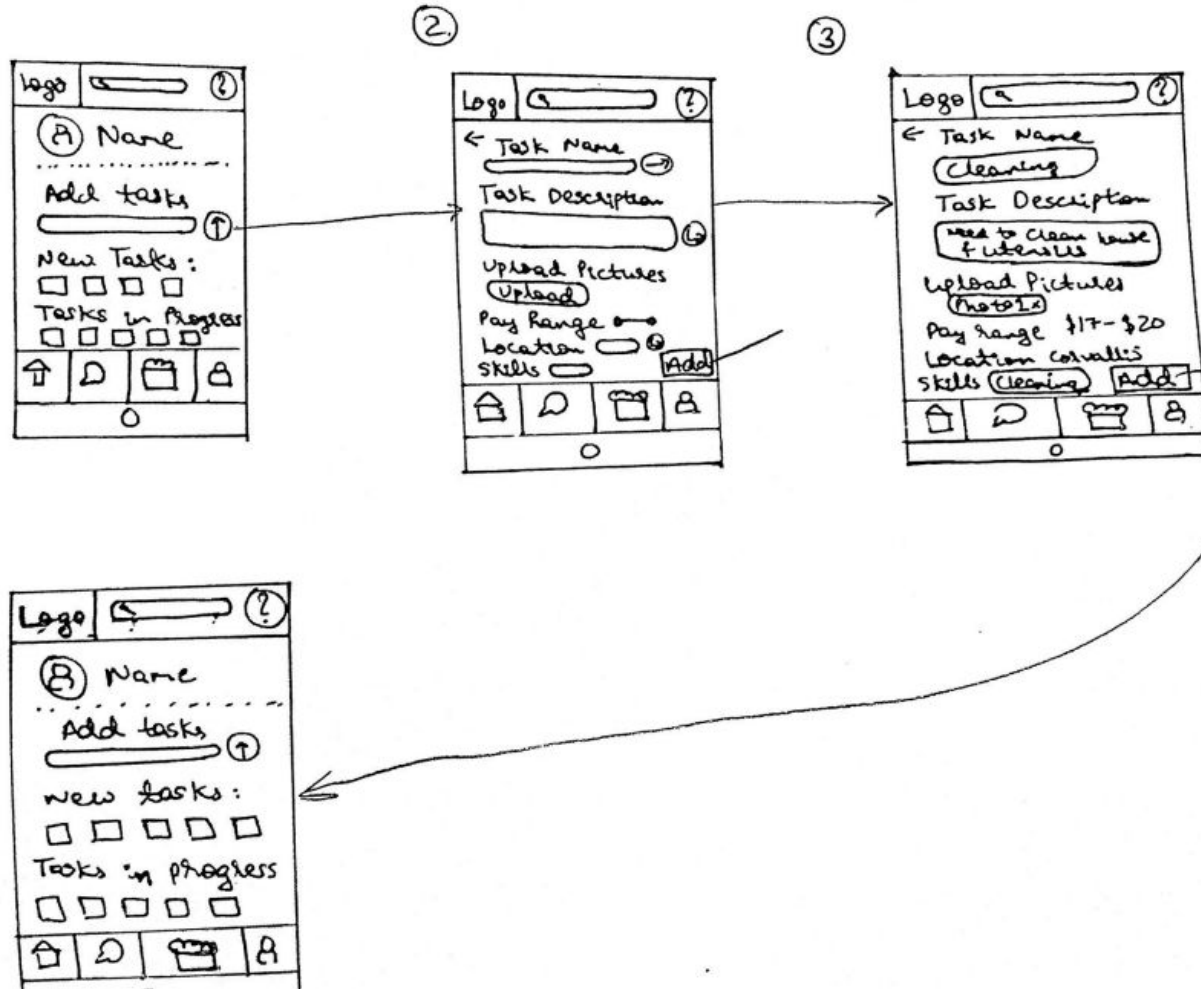 2.
3
Logo ?
Name
Add tasks
New Tasks:
Tasks in Progress
Logo ?
← Task Name →
Task Description
Upload Pictures
Upload
Pay Range
Location
Skills Add
Logo ?
← Task Name
Cleaning
Task Description
need to clean house
& utensils
Upload Pictures
Photo1 x
Pay range $17-$20
Location corvallis
Skills Cleaning Add
Logo ?
Name
Add tasks
New tasks:
Tasks in progress